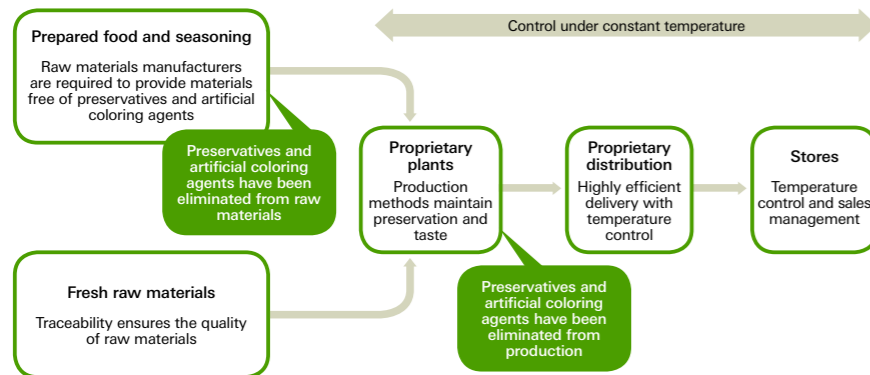 Prepared food and seasoning
Raw materials manufacturers
are required to provide materials
free of preservatives and artificial
coloring agents
Preservatives and
artificial coloring
agents have been
eliminated from raw
materials
Fresh raw materials
Traceability ensures the quality
of raw materials
Control under constant temperature
Proprietary
plants
Production
methods maintain
preservation and
taste
Preservatives and
artificial coloring
agents have been
eliminated from
production
Proprietary
distribution
Highly efficient
delivery with
temperature
control
Stores
Temperature
control and sales
management